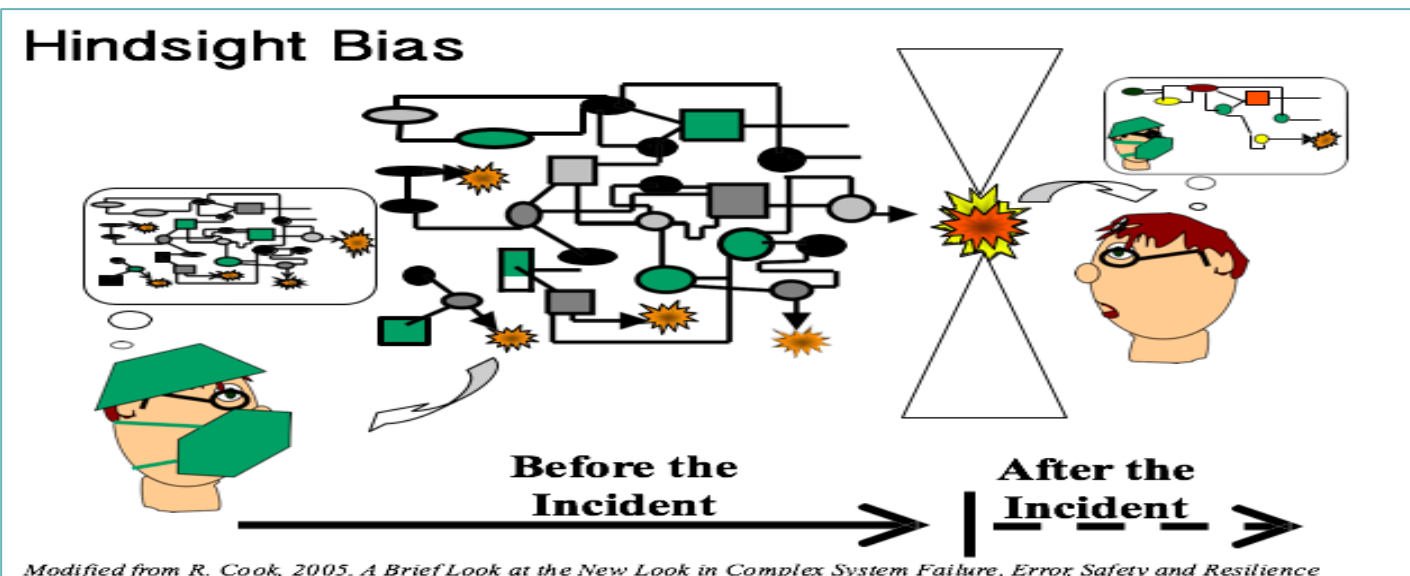 Hindsight Bias
Before the
Incident
After the
Incident
Modified from R. Cook, 2005, A Brief Look at the New Look in Complex System Failure, Error, Safety and Resilience